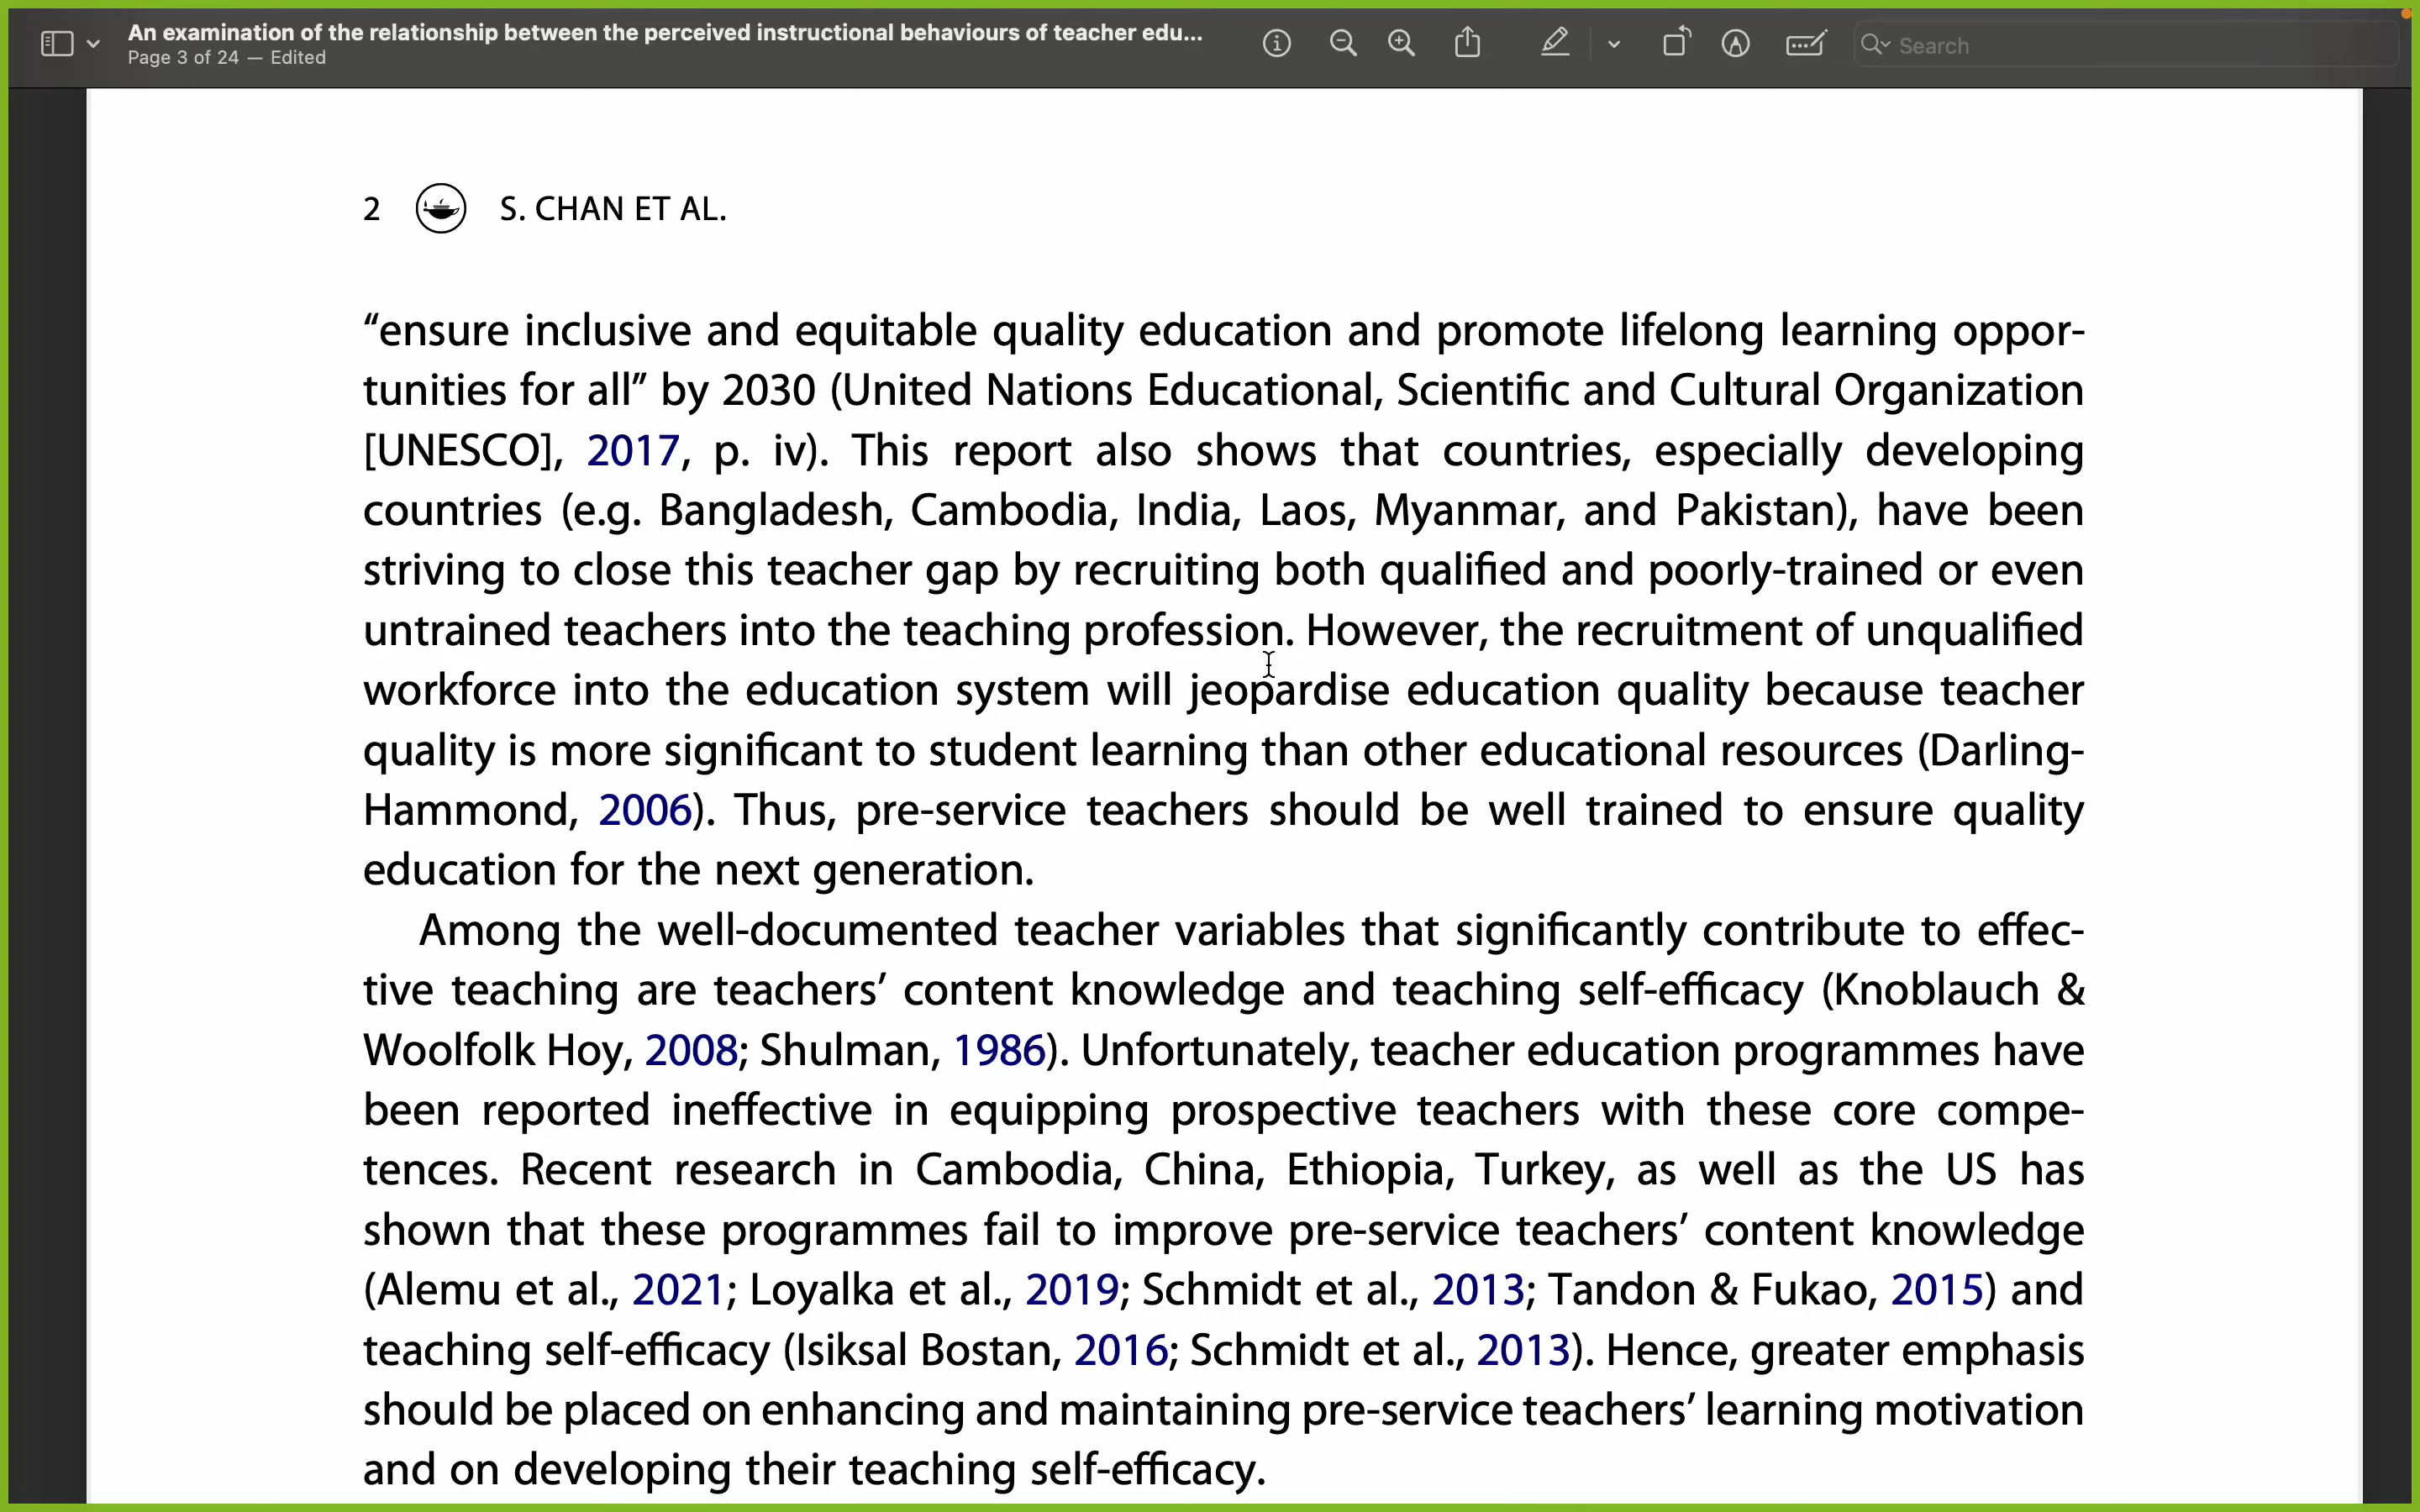 An examination of the relationship between the perceived instructional behaviours of teacher edu...
Page 3 of 24 — Edited
Search
2 S. CHAN ET AL.
“ensure inclusive and equitable quality education and promote lifelong learning oppor-
tunities for all” by 2030 (United Nations Educational, Scientific and Cultural Organization
[UNESCO], 2017, p. iv). This report also shows that countries, especially developing
countries (e.g. Bangladesh, Cambodia, India, Laos, Myanmar, and Pakistan), have been
striving to close this teacher gap by recruiting both qualified and poorly-trained or even
untrained teachers into the teaching profession. However, the recruitment of unqualified
workforce into the education system will jeopardise education quality because teacher
quality is more significant to student learning than other educational resources (Darling-
Hammond, 2006). Thus, pre-service teachers should be well trained to ensure quality
education for the next generation.
Among the well-documented teacher variables that significantly contribute to effec-
tive teaching are teachers’ content knowledge and teaching self-efficacy (Knoblauch &
Woolfolk Hoy, 2008; Shulman, 1986). Unfortunately, teacher education programmes have
been reported ineffective in equipping prospective teachers with these core compe-
tences. Recent research in Cambodia, China, Ethiopia, Turkey, as well as the US has
shown that these programmes fail to improve pre-service teachers’ content knowledge
(Alemu et al., 2021; Loyalka et al., 2019; Schmidt et al., 2013; Tandon & Fukao, 2015) and
teaching self-efficacy (Isiksal Bostan, 2016; Schmidt et al., 2013). Hence, greater emphasis
should be placed on enhancing and maintaining pre-service teachers’ learning motivation
and on developing their teaching self-efficacy.